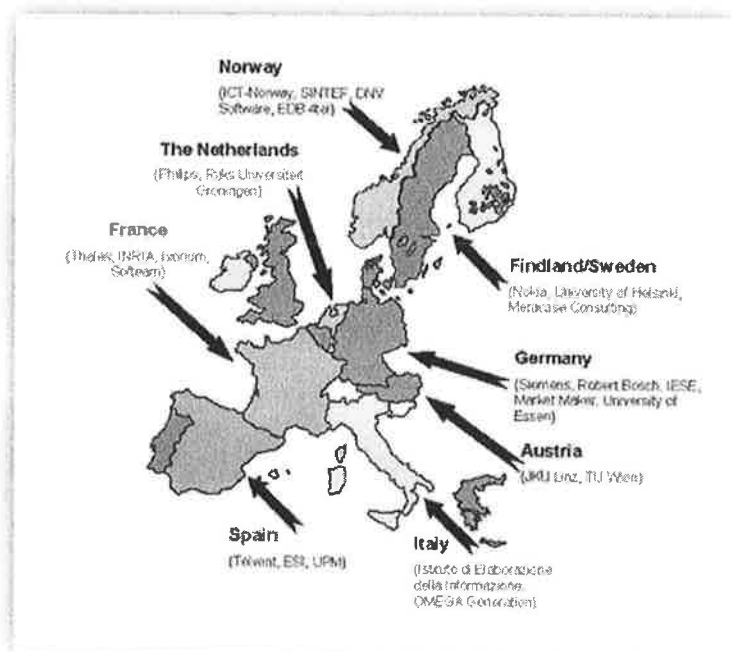 Norway
(ICT-Norway, SINTEF, DNV
Software, EDB 4tel)
The Netherlands
(Philips, Rijks Universiteit
Groningen)
France
(Thales, INRIA,
Softeam)
Findland/Sweden
(Nokia, University of Helsinki,
Metacase Consulting)
Germany
(Siemens, Robert Bosch, IESE,
Market Maker, University of
Essen)
Austria
(JKU Linz, TU Wien)
Spain
(Telvent, ESI, UPM)
Italy
(Istituto di Elaborazione
della Informazione,
OMEGA Generation)